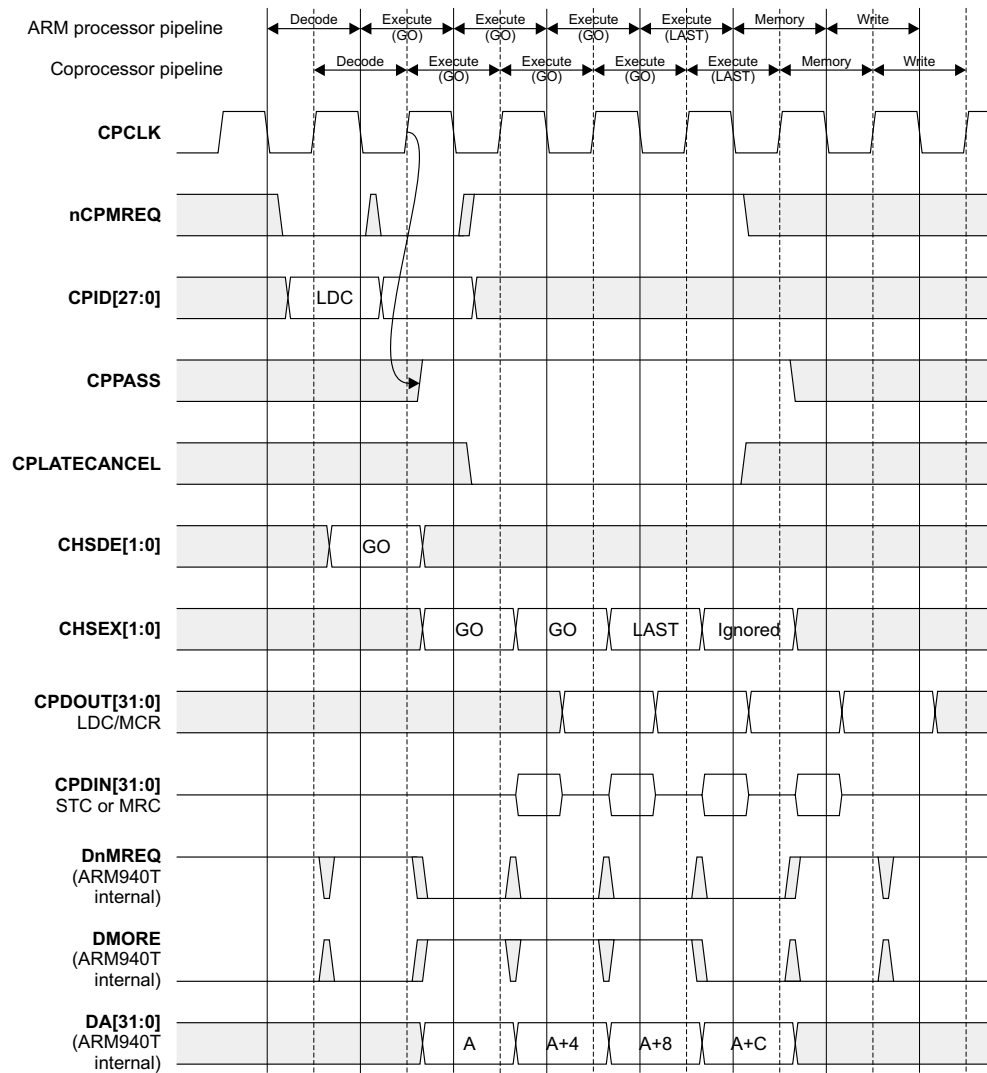 ARM processor pipeline
Decode Execute (GO) Execute (GO) Execute (GO) Execute (LAST) Memory Write
Coprocessor pipeline
Decode Execute (GO) Execute (GO) Execute (GO) Execute (LAST) Memory Write
CPCLK
nCPMREQ
CPID[27:0]
LDC
CPPASS
CPLATECANCEL
CHSDE[1:0]
GO
CHSEX[1:0]
GO GO LAST Ignored
CPDOUT[31:0]
LDC/MCR
CPDIN[31:0]
STC or MRC
DnMREQ
(ARM940T
internal)
DMORE
(ARM940T
internal)
DA[31:0]
(ARM940T
internal)
A A+4 A+8 A+C